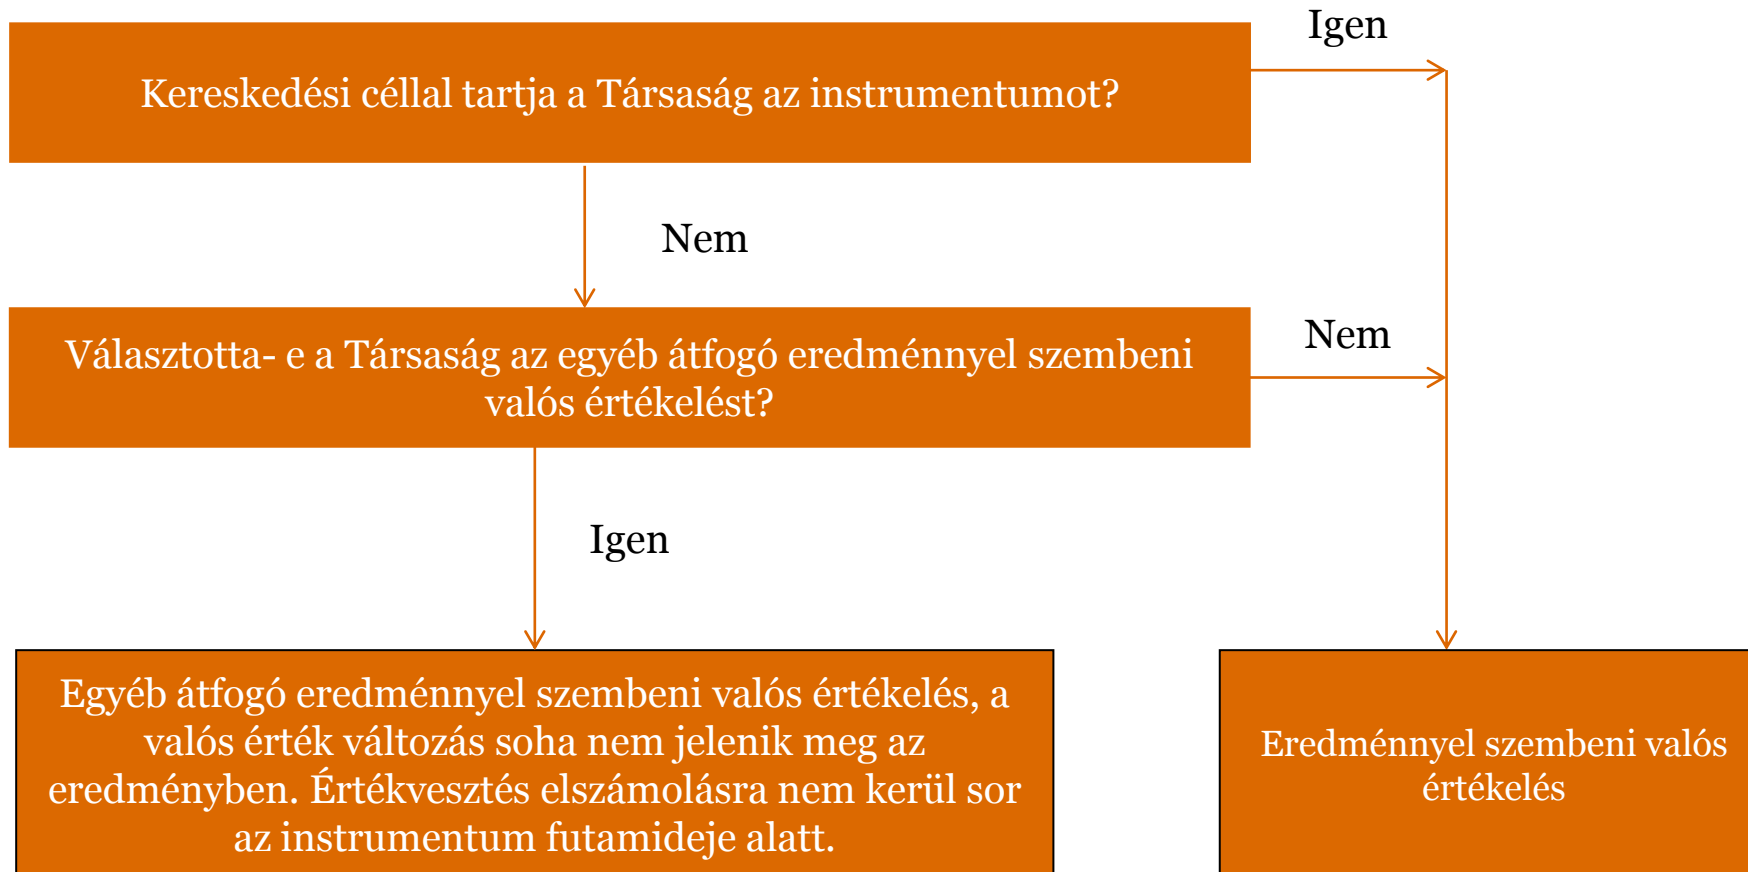 Igen
Kereskedési céllal tartja a Társaság az instrumentumot?
Nem
Választotta- e a Társaság az egyéb átfogó eredménnyel szembeni
valós értékelést?
Nem
Igen
Egyéb átfogó eredménnyel szembeni valós értékelés, a
valós érték változás soha nem jelenik meg az
eredményben. Értékvesztés elszámolásra nem kerül sor
az instrumentum futamideje alatt.
Eredménnyel szembeni valós
értékelés